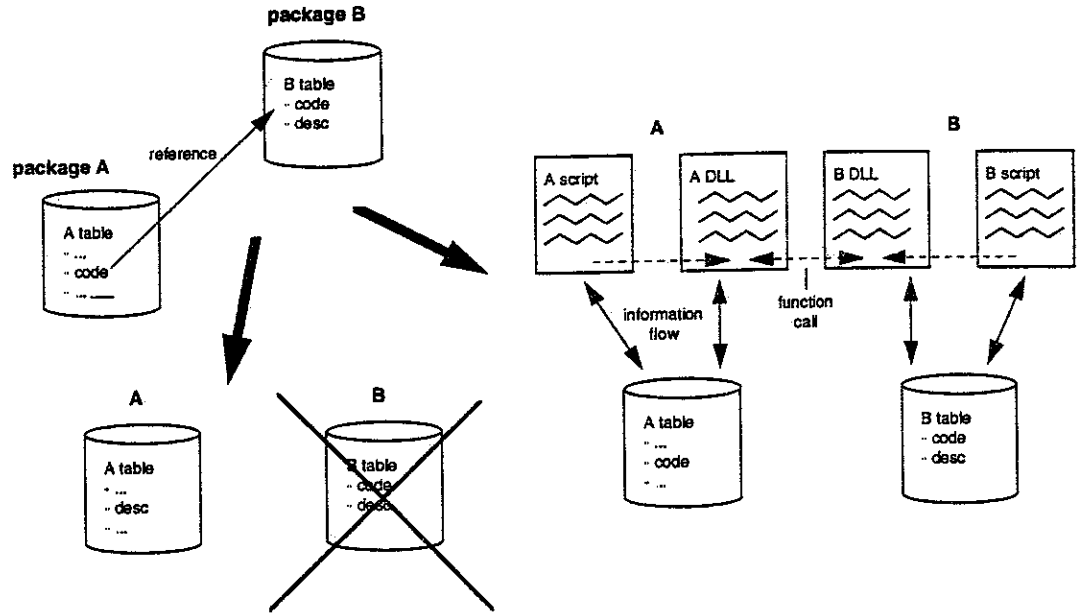 package B
B table
·· code
·· desc
reference
package A
A table
·· ...
·· code
·· ...
A
A table
·· ...
·· desc
·· ...
B
B table
·· code
·· desc
A
B
A script
A DLL
B DLL
B script
information
flow
function
call
A table
·· ...
·· code
·· ...
B table
·· code
·· desc